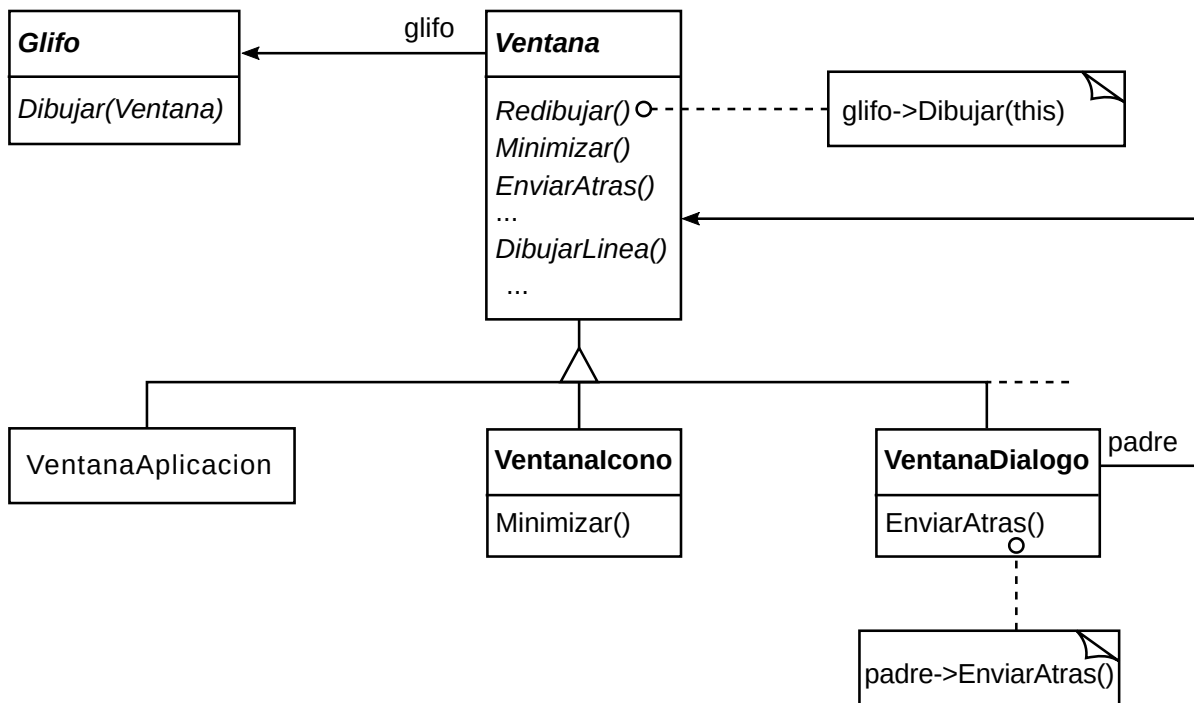 Glifo
Dibujar(Ventana)
glifo
Ventana
Redibujar()
Minimizar()
EnviarAtras()
...
DibujarLinea()
...
glifo->Dibujar(this)
VentanaAplicacion
VentanaIcono
Minimizar()
VentanaDialogo
EnviarAtras()
padre
padre->EnviarAtras()